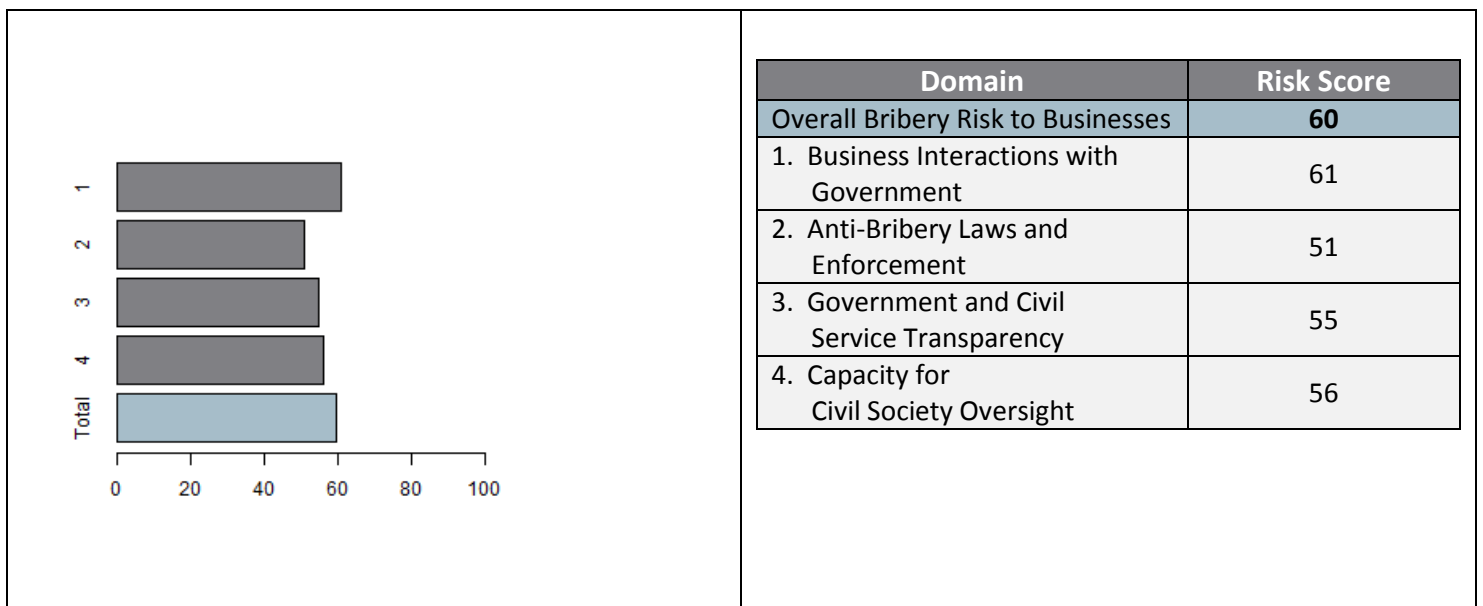 1
2
3
4
Total
0 20 40 60 80 100
Domain Risk Score
Overall Bribery Risk to Businesses 60
1. Business Interactions with
Government 61
2. Anti-Bribery Laws and
Enforcement 51
3. Government and Civil
Service Transparency 55
4. Capacity for
Civil Society Oversight 56